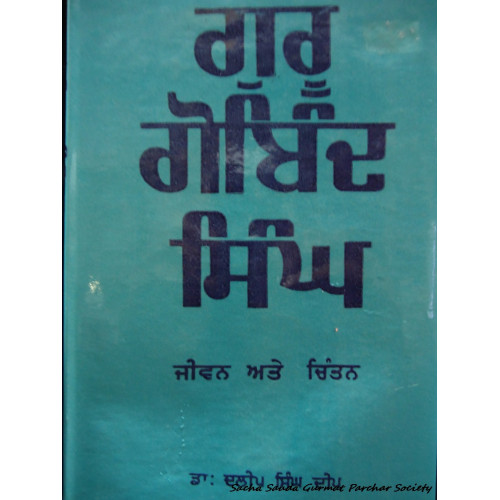 ਗੁਰੂ
ਗੋਬਿੰਦ
ਸਿੰਘ
ਜੀਵਨ ਅਤੇ ਚਿੰਤਨ
ਡਾ: ਦਲੀਪ ਸਿੰਘ ਦੀਪ
Sacha Sauda Gurmat Parchar Society